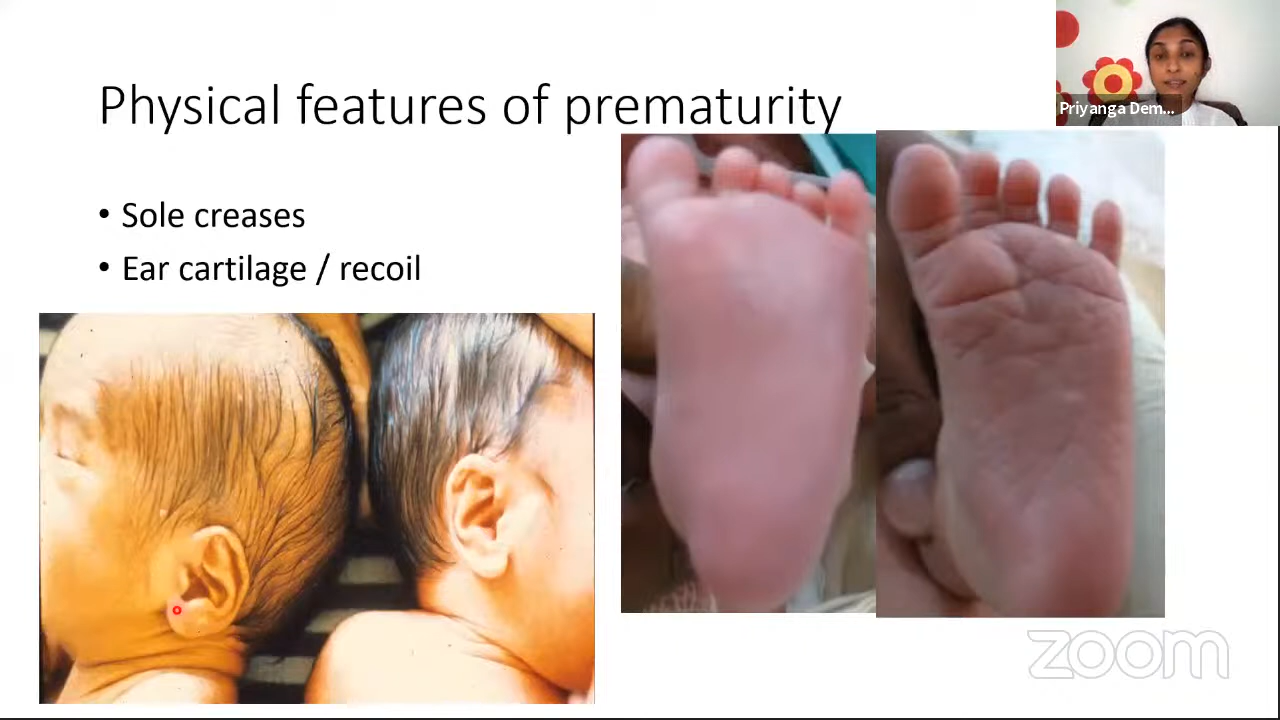 Physical features of prematurity
Priyanga Dem...
• Sole creases
• Ear cartilage / recoil
zoom